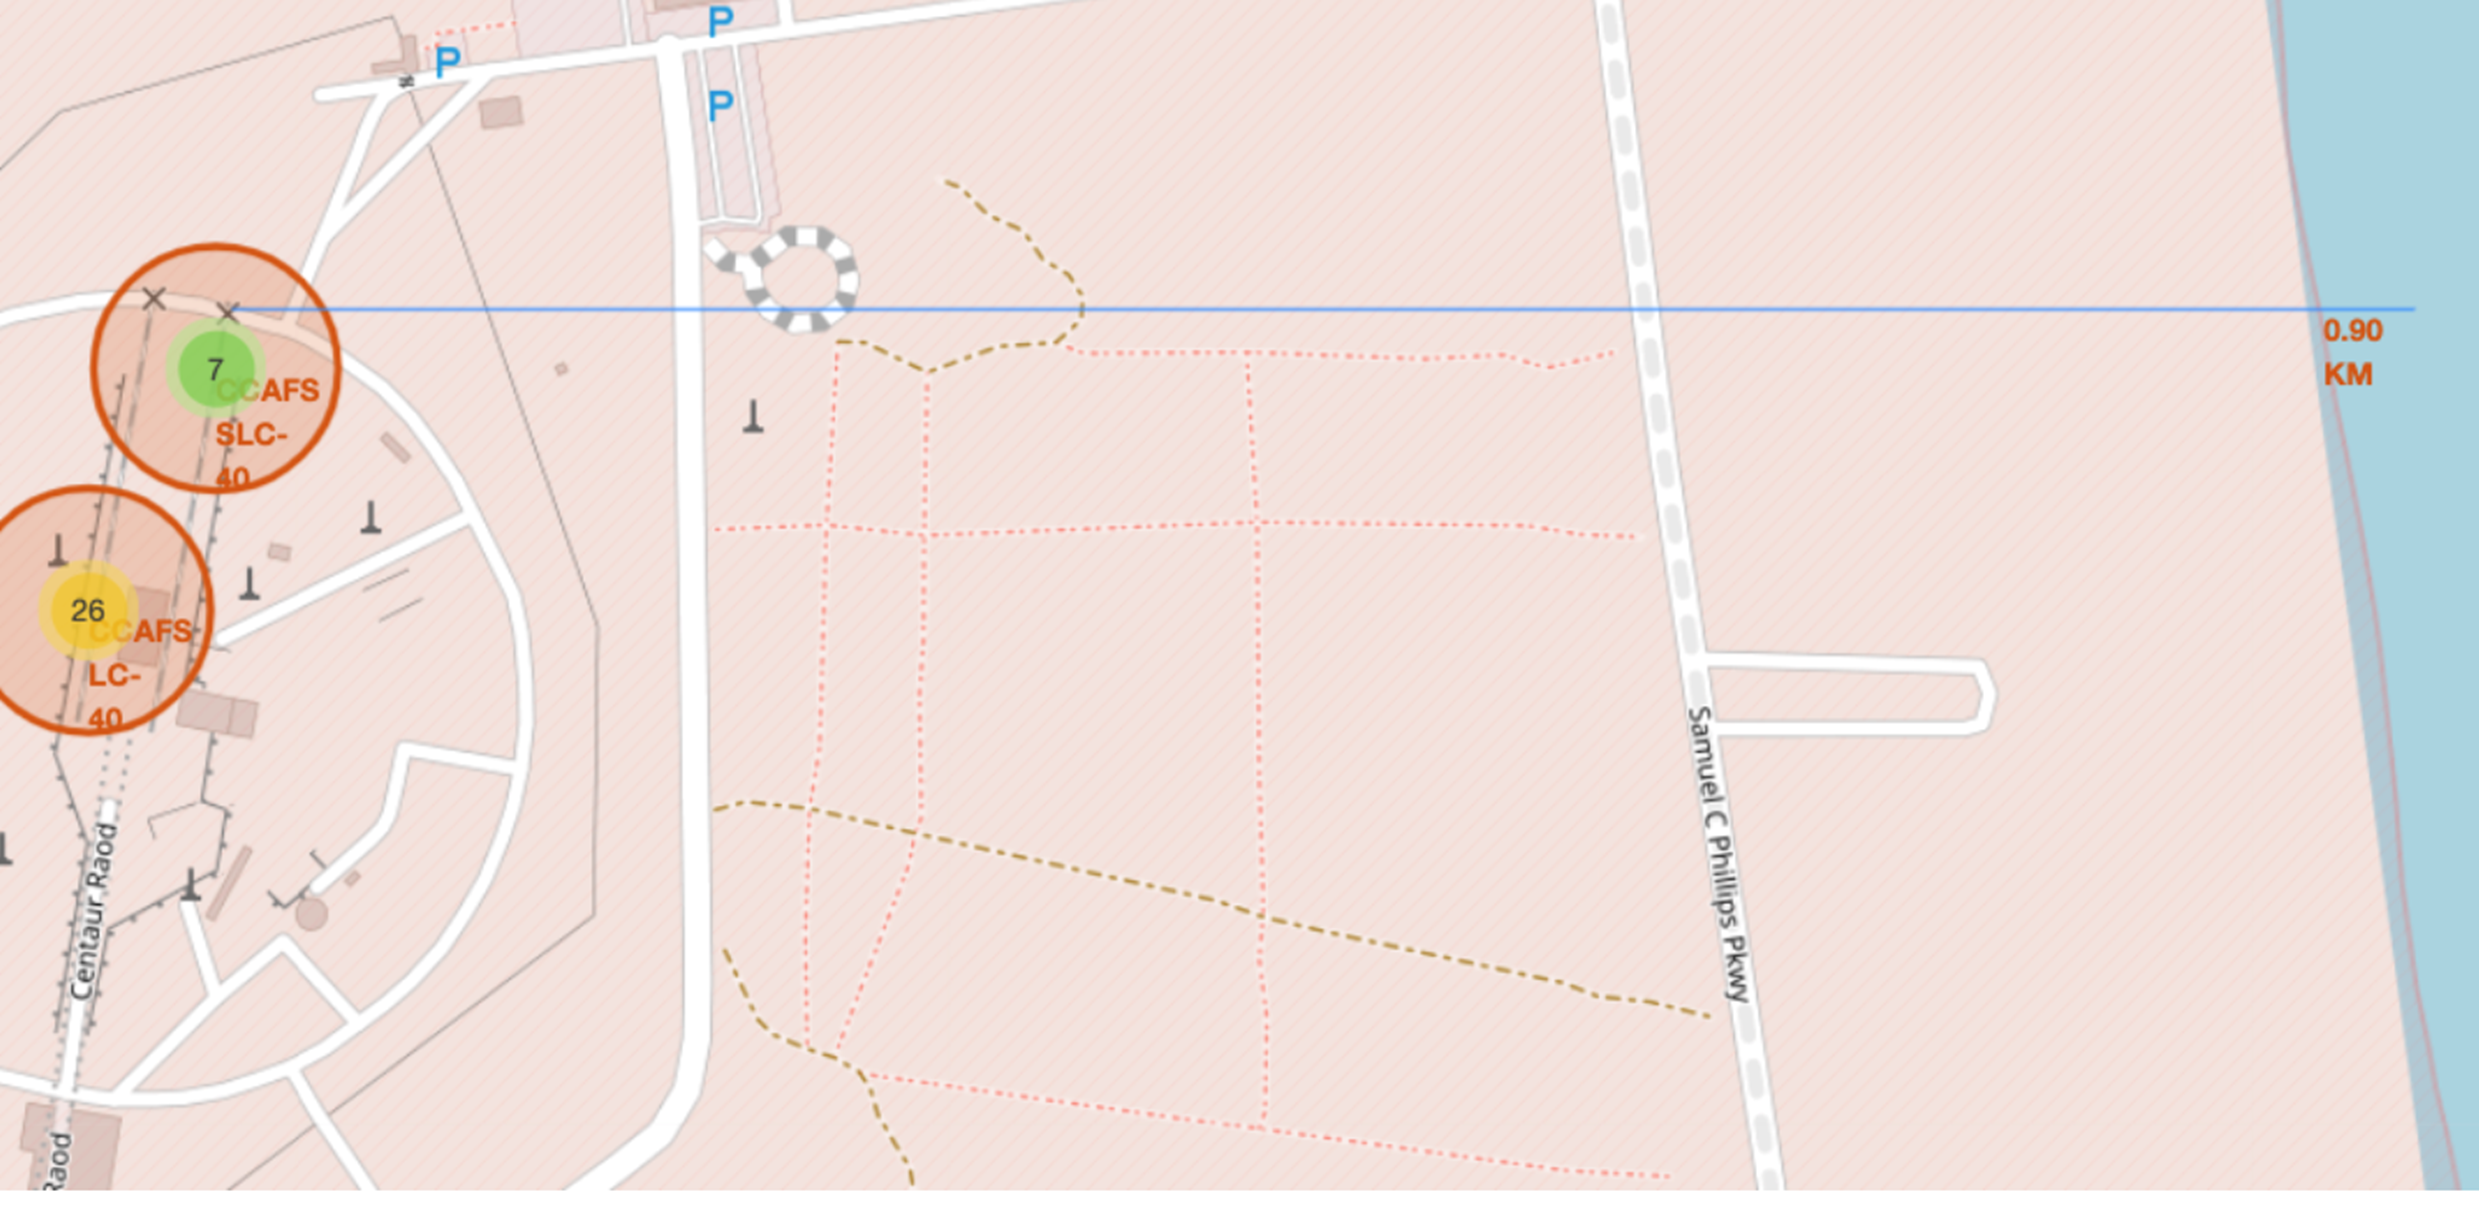 P
P
P
0.90
KM
7
CCAFS
SLC-
40
26
CCAFS
LC-
40
Samuel C Phillips Pkwy
Centaur Raod
Raod